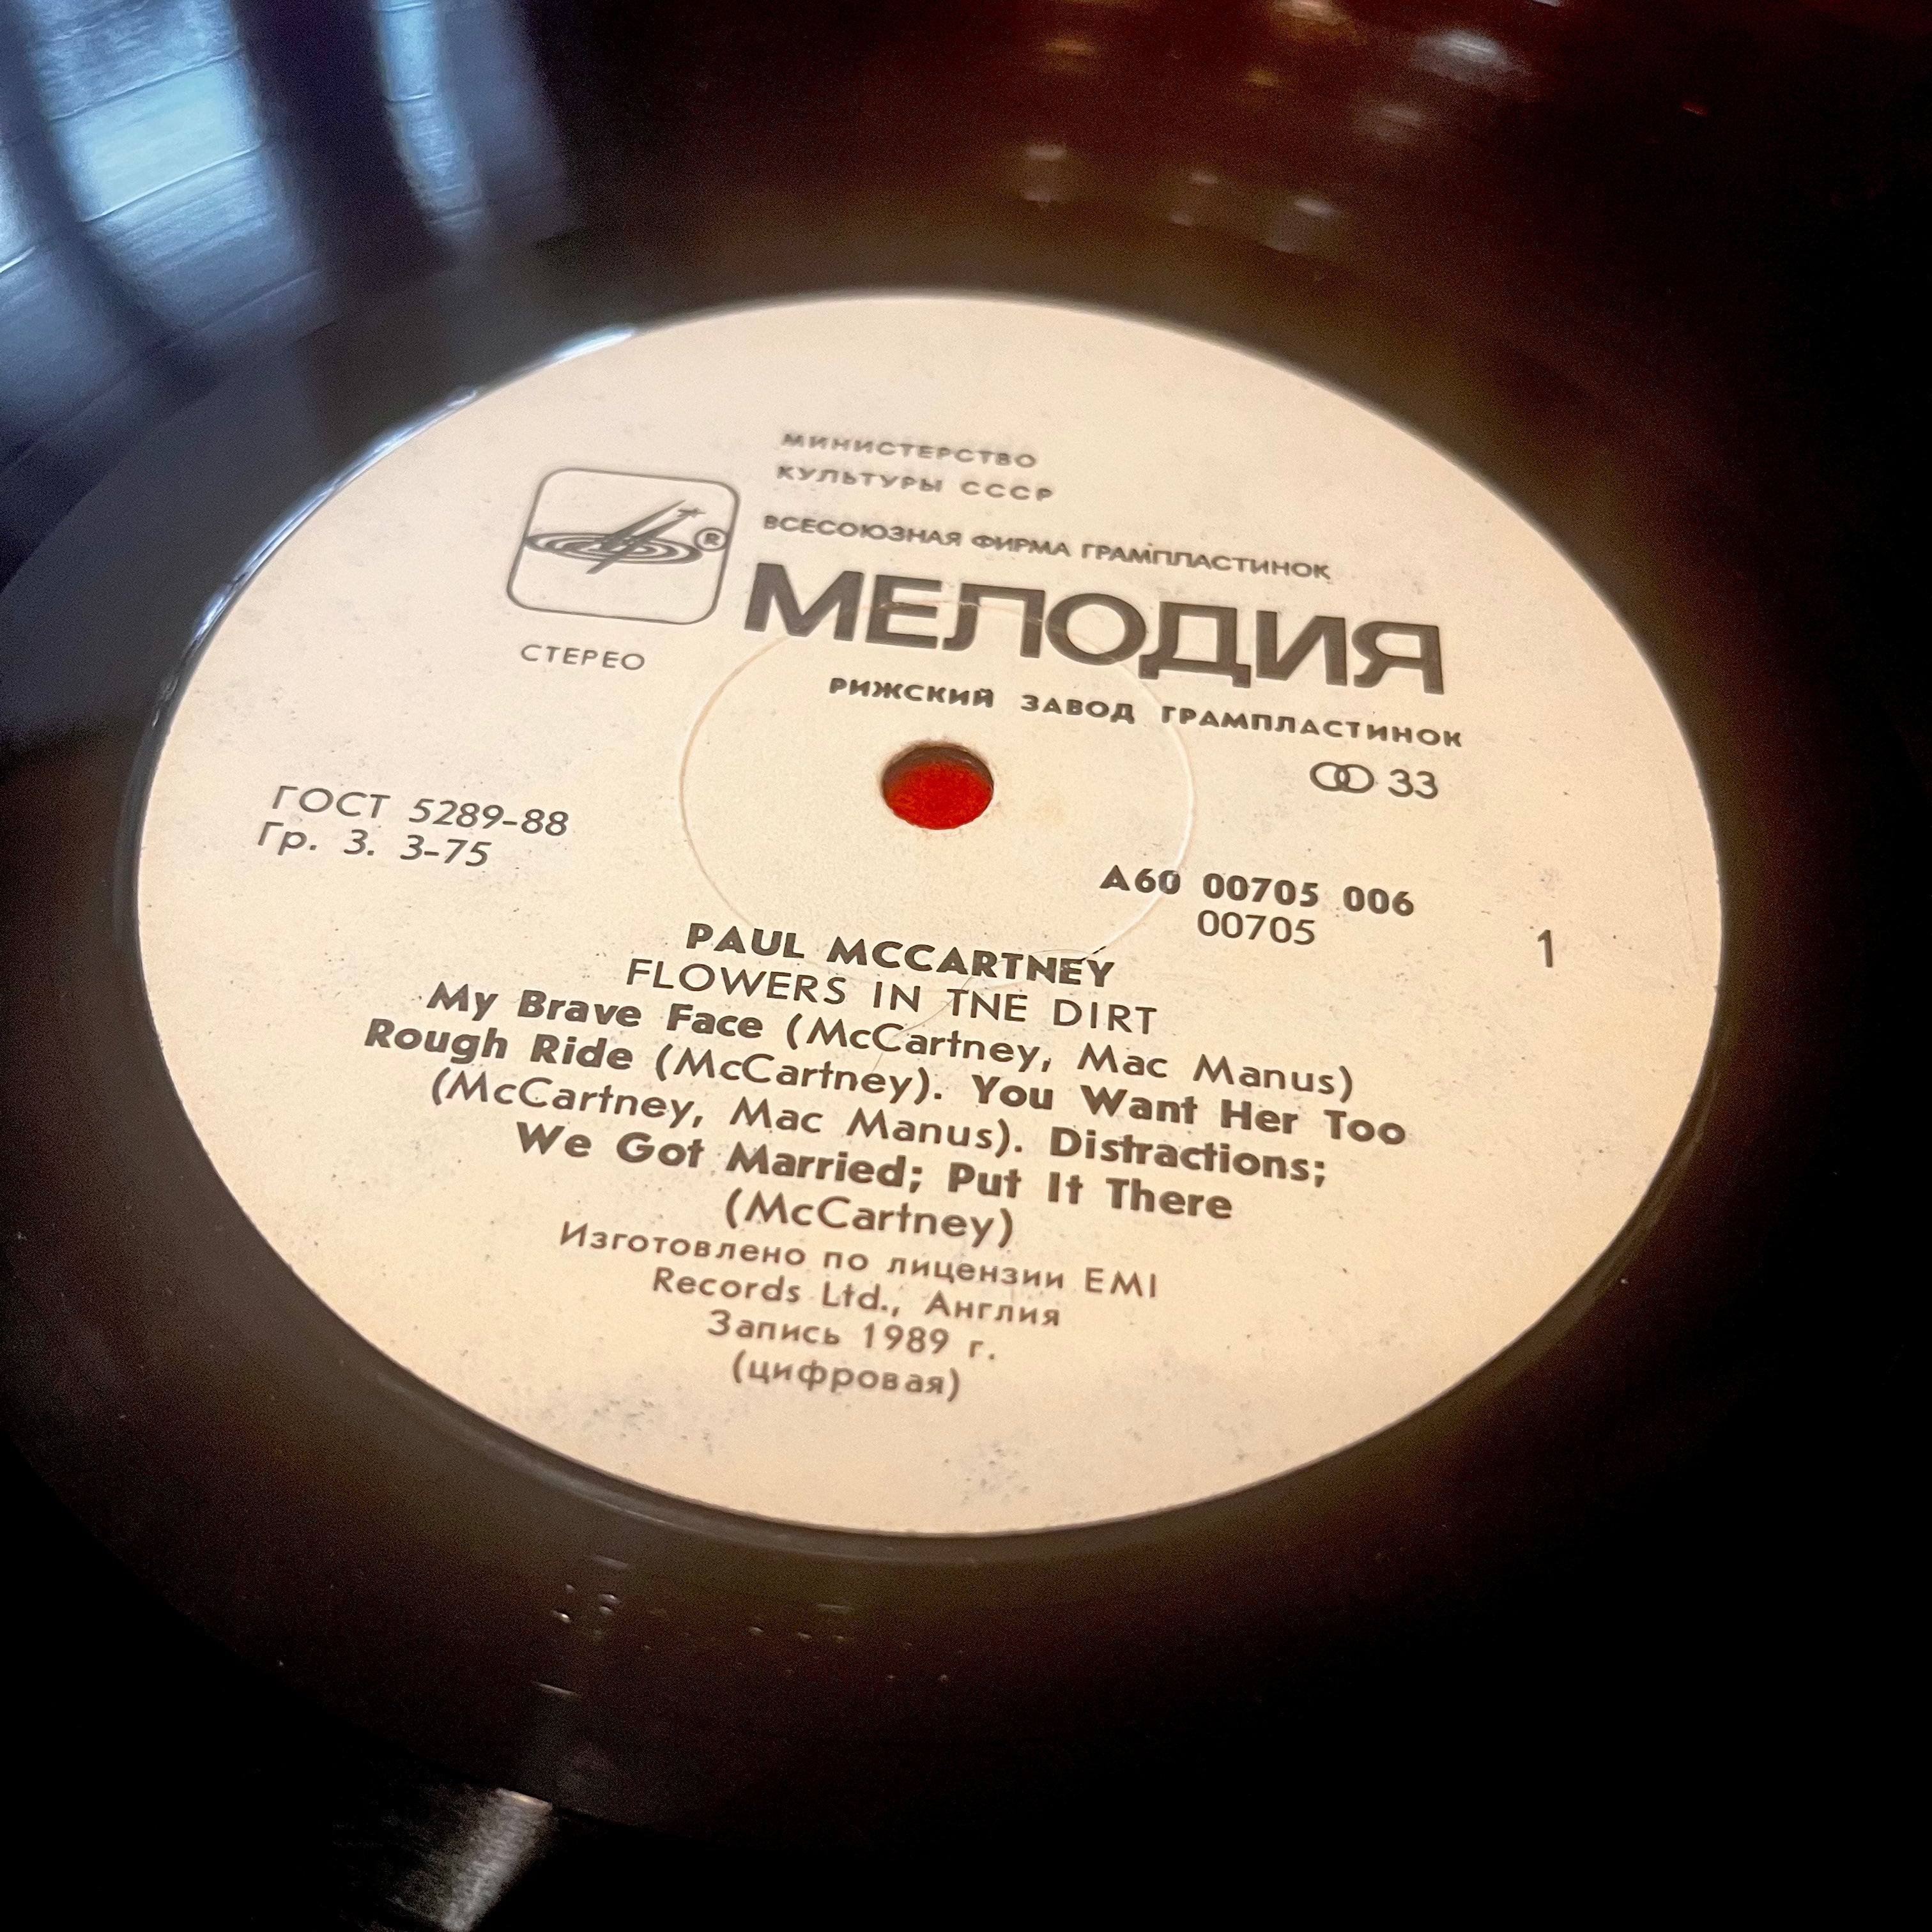 МИНИСТЕРСТВО
КУЛЬТУРЫ СССР
ВСЕСОЮЗНАЯ ФИРМА ГРАМПЛАСТИНОК
®
МЕЛОДИЯ
СТЕРЕО
РИЖСКИЙ ЗАВОД ГРАМПЛАСТИНОК
33
ГОСТ 5289-88
Гр. 3. 3-75
А60 00705 006
00705
1
PAUL MCCARTNEY
FLOWERS IN TNE DIRT
My Brave Face (McCartney, Mac Manus)
Rough Ride (McCartney). You Want Her Too
(McCartney, Mac Manus). Distractions;
We Got Married; Put It There
(McCartney)
Изготовлено по лицензии EMI
Records Ltd., Англия
Запись 1989 г.
(цифровая)